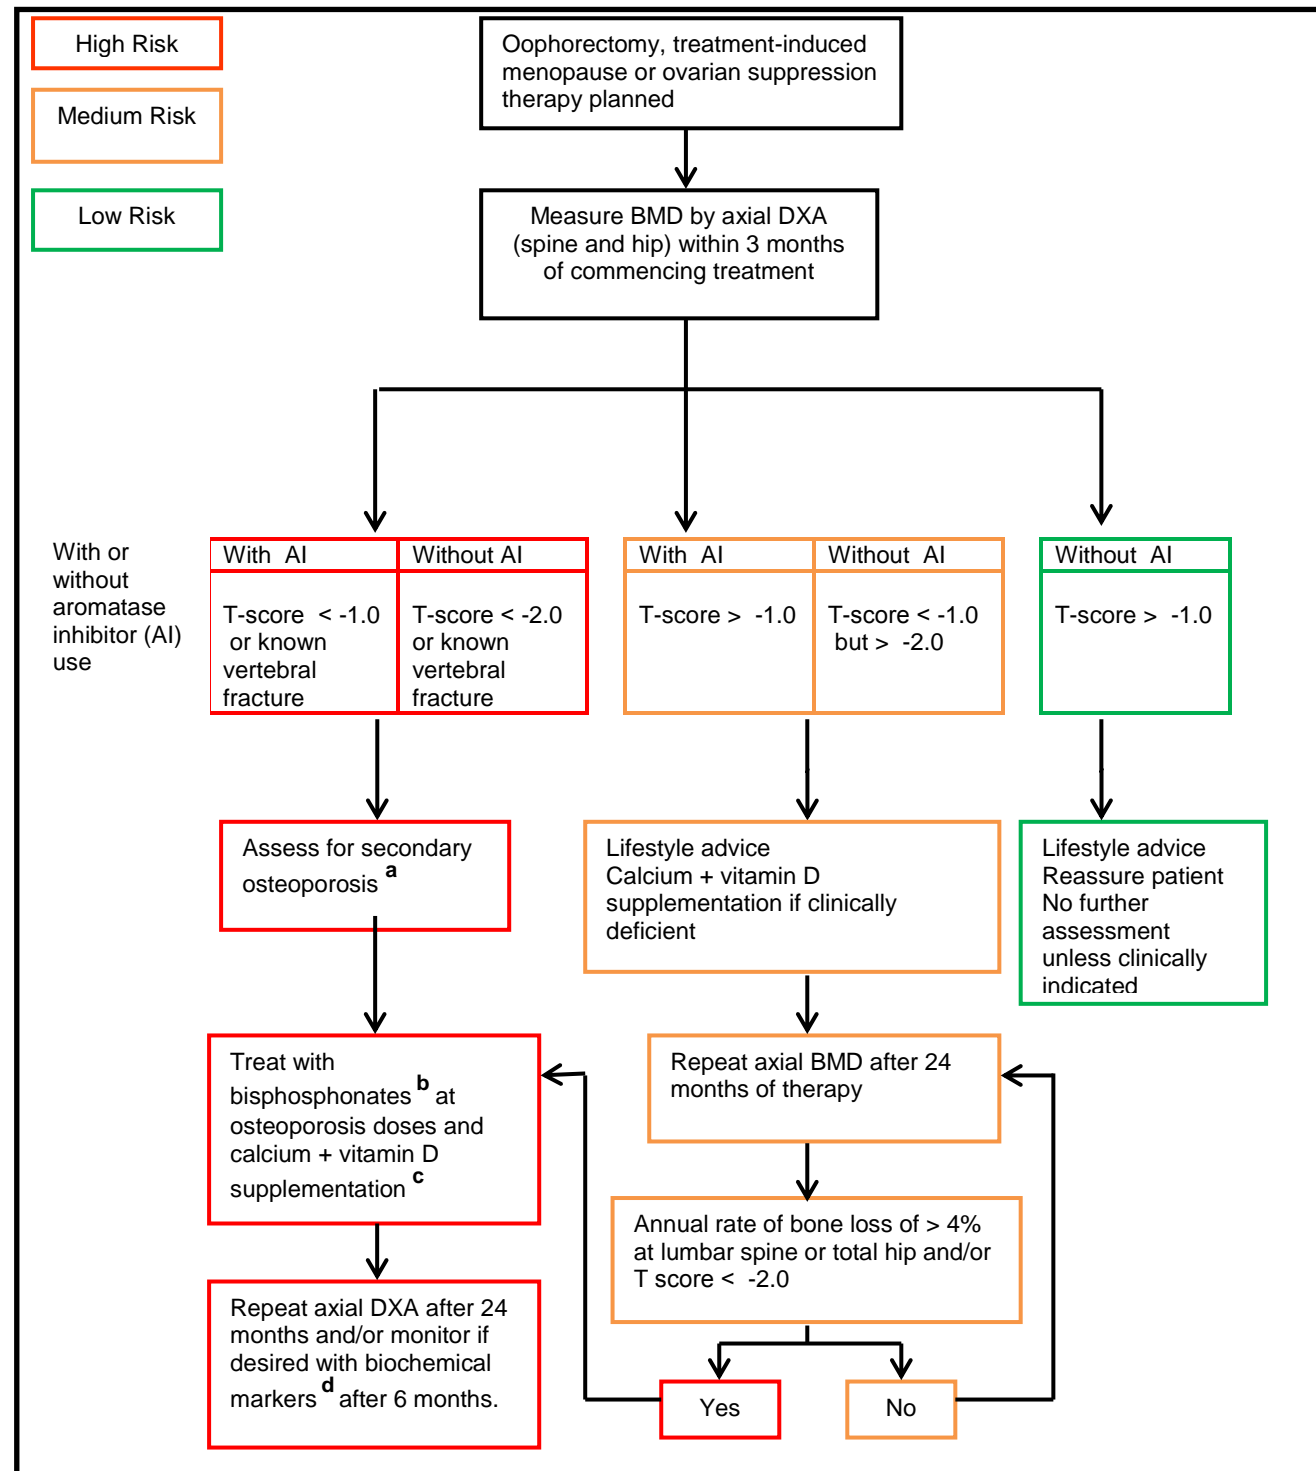 High Risk
Medium Risk
Low Risk
Oophorectomy, treatment-induced
menopause or ovarian suppression
therapy planned
Measure BMD by axial DXA
(spine and hip) within 3 months
of commencing treatment
With or
without
aromatase
inhibitor (AI)
use
With AI
T-score < -1.0
or known
vertebral
fracture
Without AI
T-score < -2.0
or known
vertebral
fracture
With AI
T-score > -1.0
Without AI
T-score < -1.0
but > -2.0
Without AI
T-score > -1.0
Assess for secondary
osteoporosis a
Lifestyle advice
Calcium + vitamin D
supplementation if clinically
deficient
Lifestyle advice
Reassure patient
No further
assessment
unless clinically
indicated
Treat with
bisphosphonates b at
osteoporosis doses and
calcium + vitamin D
supplementation c
Repeat axial BMD after 24
months of therapy
Annual rate of bone loss of > 4%
at lumbar spine or total hip and/or
T score < -2.0
Repeat axial DXA after 24
months and/or monitor if
desired with biochemical
markers d after 6 months.
Yes
No